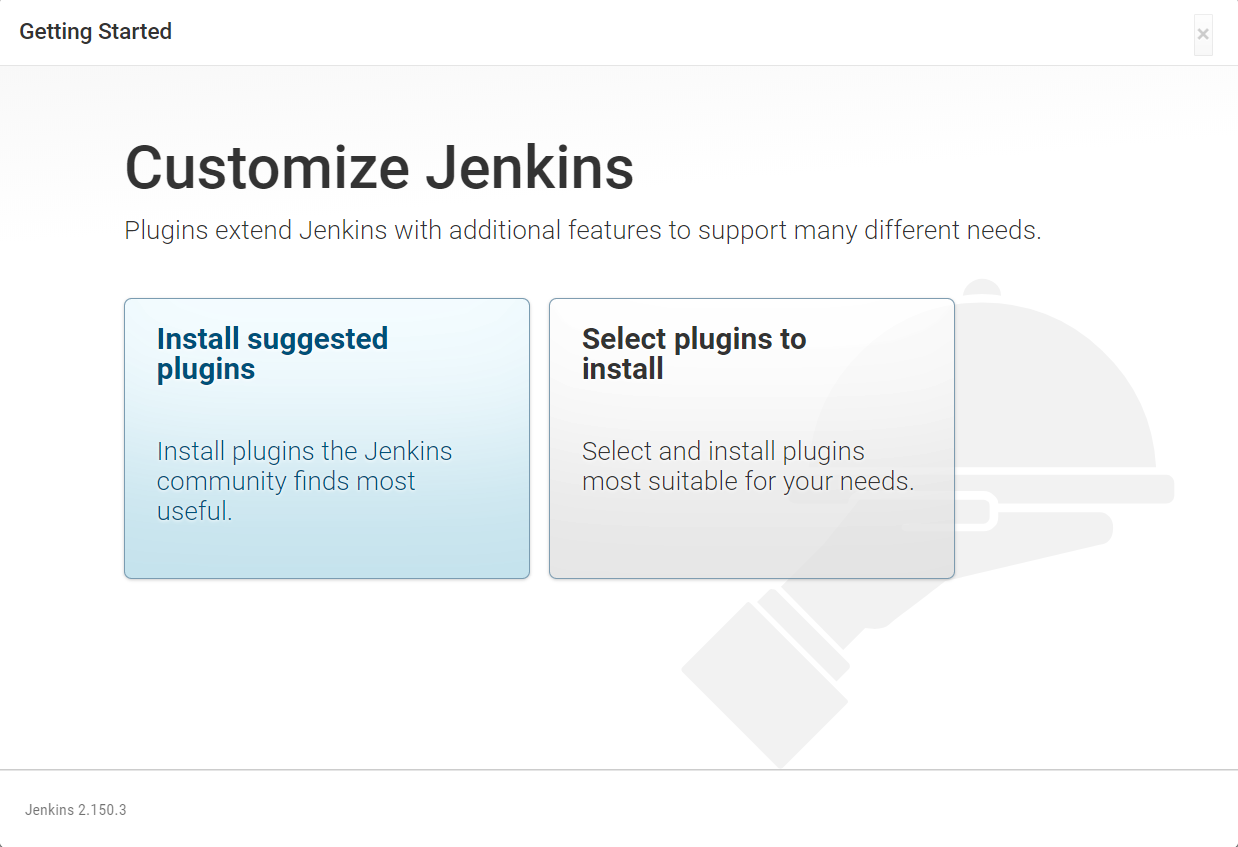 Getting Started
×
Customize Jenkins
Plugins extend Jenkins with additional features to support many different needs.
Install suggested
plugins
Install plugins the Jenkins
community finds most
useful.
Select plugins to
install
Select and install plugins
most suitable for your needs.
Jenkins 2.150.3